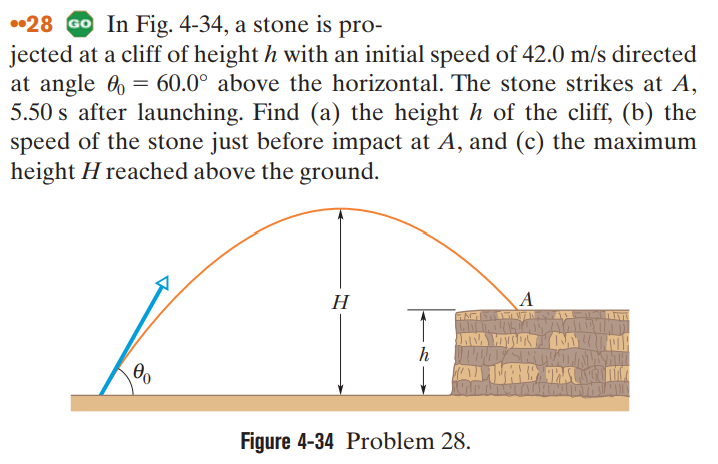 ••28 GO In Fig. 4-34, a stone is pro-
jected at a cliff of height h with an initial speed of 42.0 m/s directed
at angle θ₀ = 60.0° above the horizontal. The stone strikes at A,
5.50 s after launching. Find (a) the height h of the cliff, (b) the
speed of the stone just before impact at A, and (c) the maximum
height H reached above the ground.
H
A
h
θ₀
Figure 4-34 Problem 28.